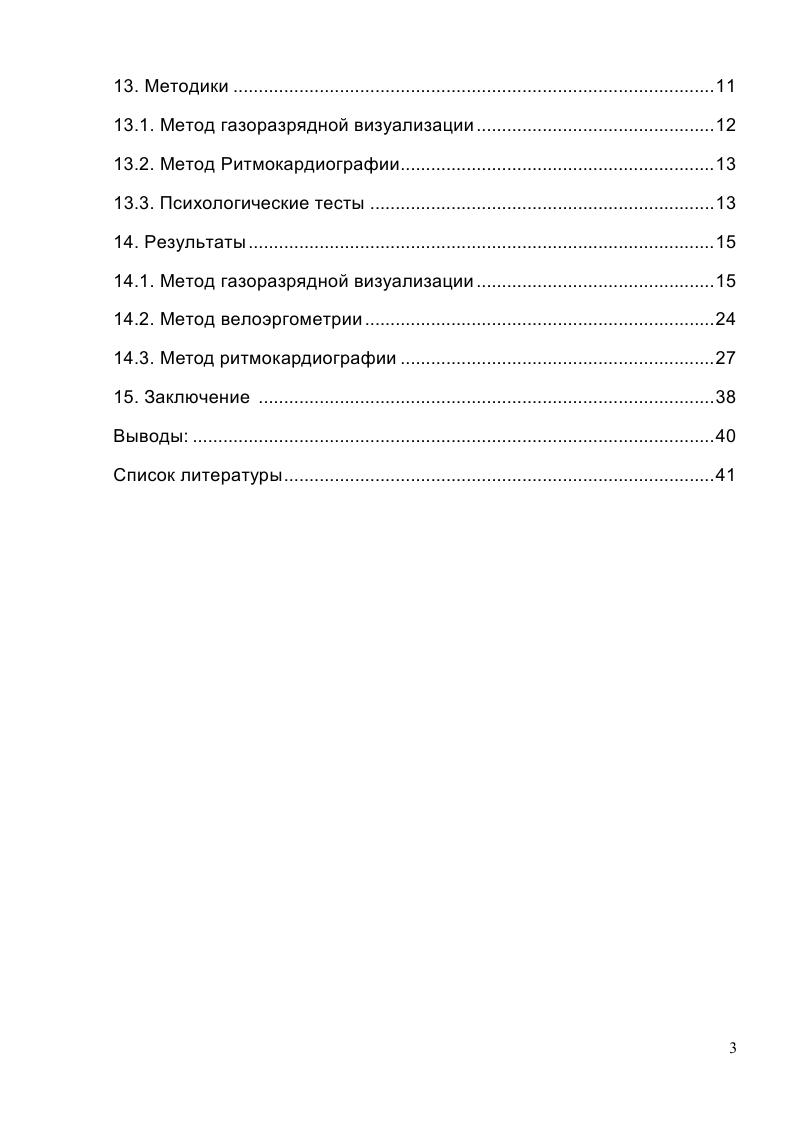 13. Методики ..............................................................................................11
13.1. Метод газоразрядной визуализации...............................................12
13.2. Метод Ритмокардиографии..............................................................13
13.3. Психологические тесты ....................................................................13
14. Результаты............................................................................................15
14.1. Метод газоразрядной визуализации...............................................15
14.2. Метод велоэргометрии.....................................................................24
14.3. Метод ритмокардиографии ..............................................................27
15. Заключение ..........................................................................................38
Выводы: .......................................................................................................40
Список литературы.....................................................................................41
3